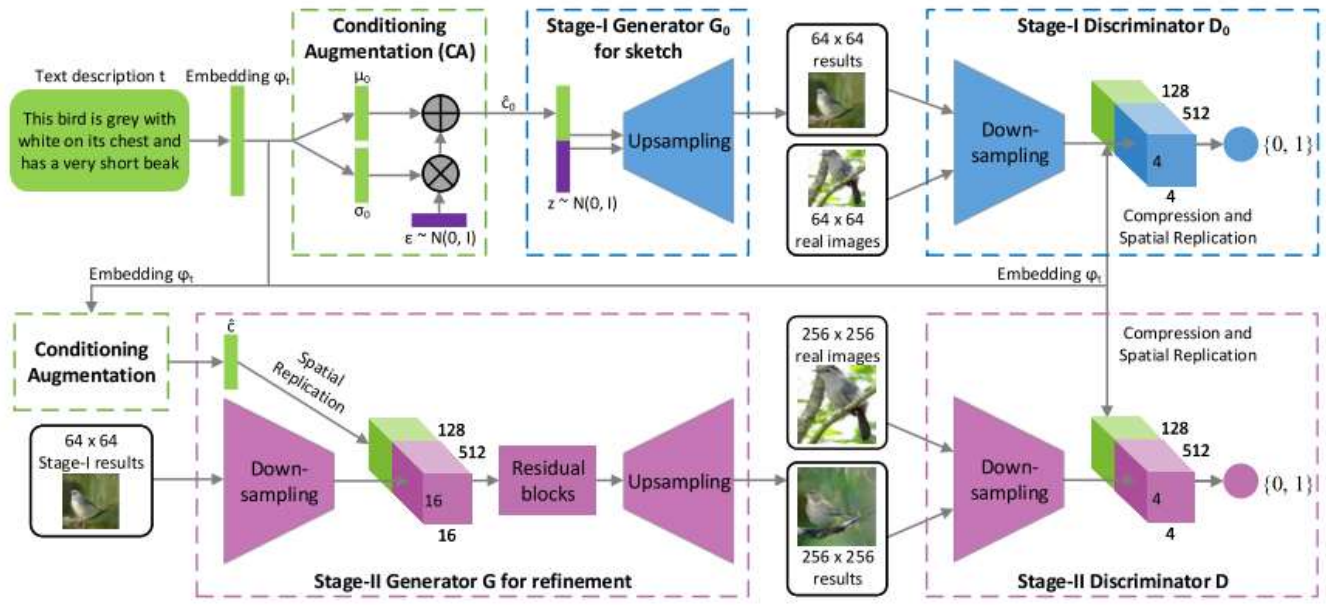 Conditioning
Augmentation (CA)
Stage-I Generator G₀
for sketch
Stage-I Discriminator D₀
Text description t
Embedding φₜ
This bird is grey with
white on its chest and
has a very short beak
μ₀
σ₀
ε ~ N(0, I)
ĉ₀
z ~ N(0, I)
Upsampling
64 x 64
results
64 x 64
real images
Down-
sampling
128
512
4
4
{0, 1}
Compression and
Spatial Replication
Embedding φₜ
Embedding φₜ
Conditioning
Augmentation
64 x 64
Stage-I results
ĉ
Spatial
Replication
Down-
sampling
128
512
16
16
Residual
blocks
Upsampling
Stage-II Generator G for refinement
256 x 256
real images
256 x 256
results
Compression and
Spatial Replication
Down-
sampling
128
512
4
4
{0, 1}
Stage-II Discriminator D